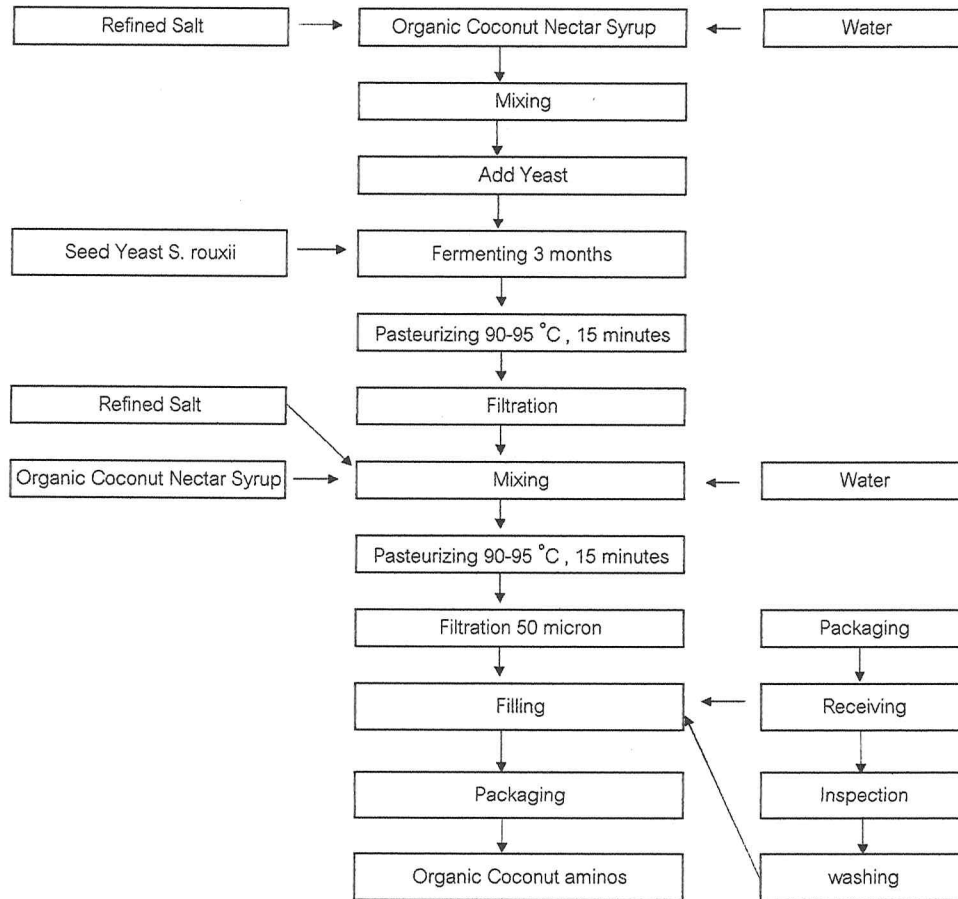 Refined Salt
Organic Coconut Nectar Syrup
Water
Mixing
Add Yeast
Seed Yeast S. rouxii
Fermenting 3 months
Pasteurizing 90-95 °C , 15 minutes
Refined Salt
Filtration
Organic Coconut Nectar Syrup
Mixing
Water
Pasteurizing 90-95 °C , 15 minutes
Filtration 50 micron
Packaging
Filling
Receiving
Packaging
Inspection
Organic Coconut aminos
washing